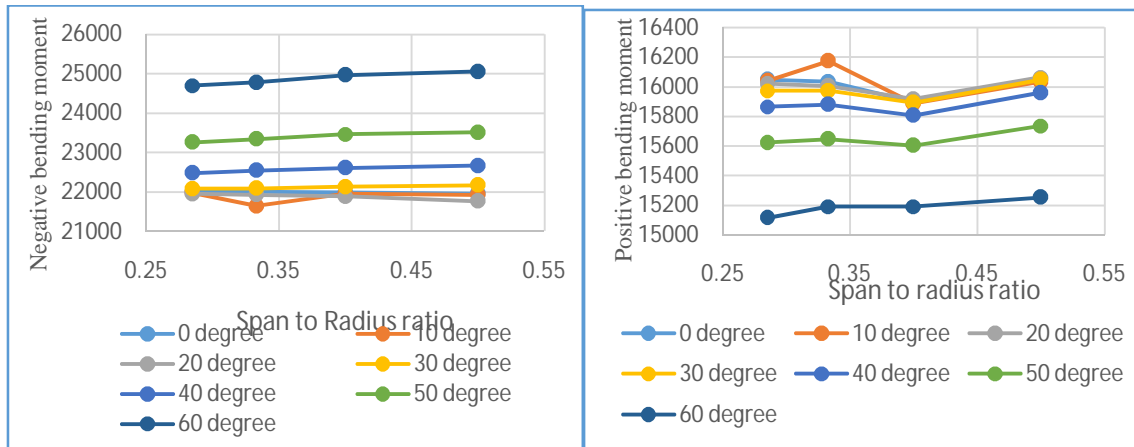 Negative bending moment
26000
25000
24000
23000
22000
21000
0.25
0.35
0.45
0.55
Span to Radius ratio
0 degree
10 degree
20 degree
30 degree
40 degree
50 degree
60 degree
Positive bending moment
16400
16200
16000
15800
15600
15400
15200
15000
0.25
0.35
0.45
0.55
Span to radius ratio
0 degree
10 degree
20 degree
30 degree
40 degree
50 degree
60 degree